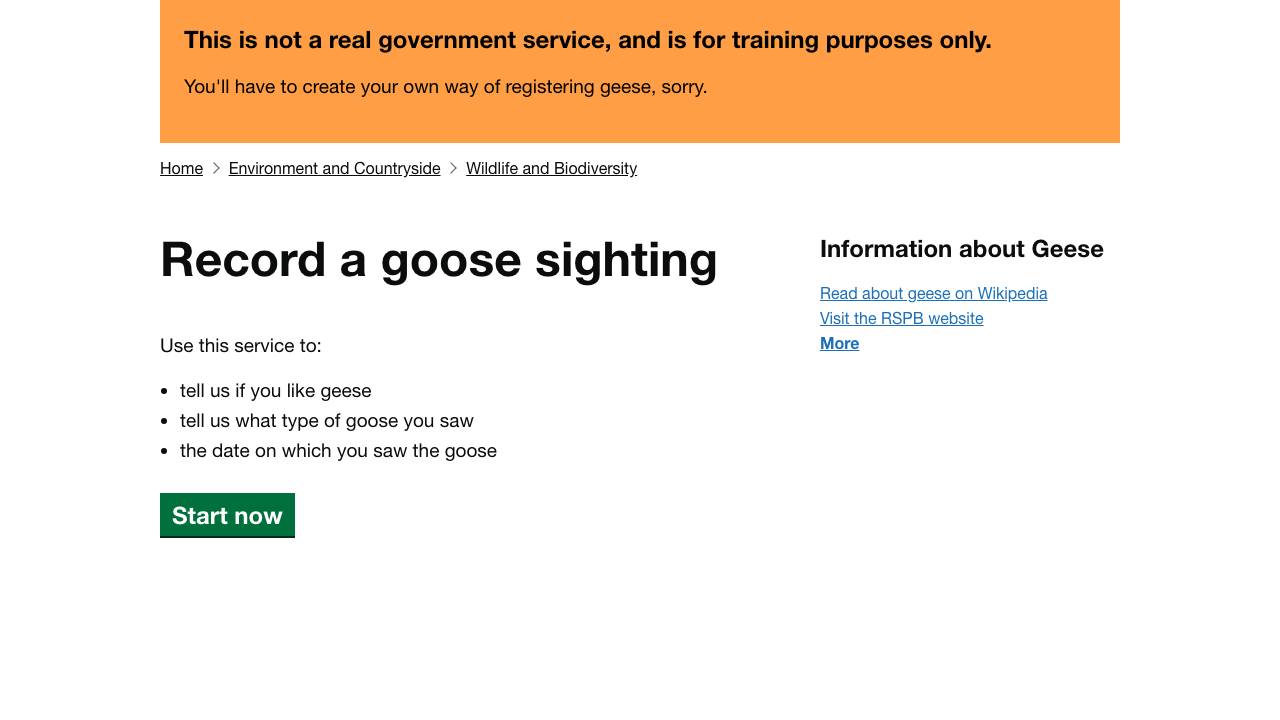 This is not a real government service, and is for training purposes only.
You'll have to create your own way of registering geese, sorry.
Home
Environment and Countryside
Wildlife and Biodiversity
Record a goose sighting
Use this service to:
tell us if you like geese
tell us what type of goose you saw
the date on which you saw the goose
Start now
Information about Geese
Read about geese on Wikipedia
Visit the RSPB website
More